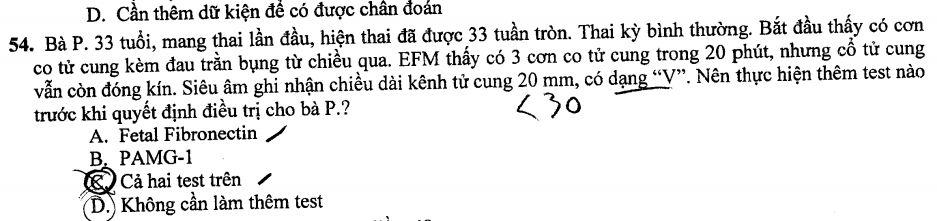 D. Cần thêm dữ kiện để có được chẩn đoán
54. Bà P. 33 tuổi, mang thai lần đầu, hiện thai đã được 33 tuần tròn. Thai kỳ bình thường. Bắt đầu thấy có cơn
co tử cung kèm đau trằn bụng từ chiều qua. EFM thấy có 3 cơn co tử cung trong 20 phút, nhưng cổ tử cung
vẫn còn đóng kín. Siêu âm ghi nhận chiều dài kênh tử cung 20 mm, có dạng “V”. Nên thực hiện thêm test nào
trước khi quyết định điều trị cho bà P.?
<30
A. Fetal Fibronectin
B. PAMG-1
C. Cả hai test trên
D. Không cần làm thêm test